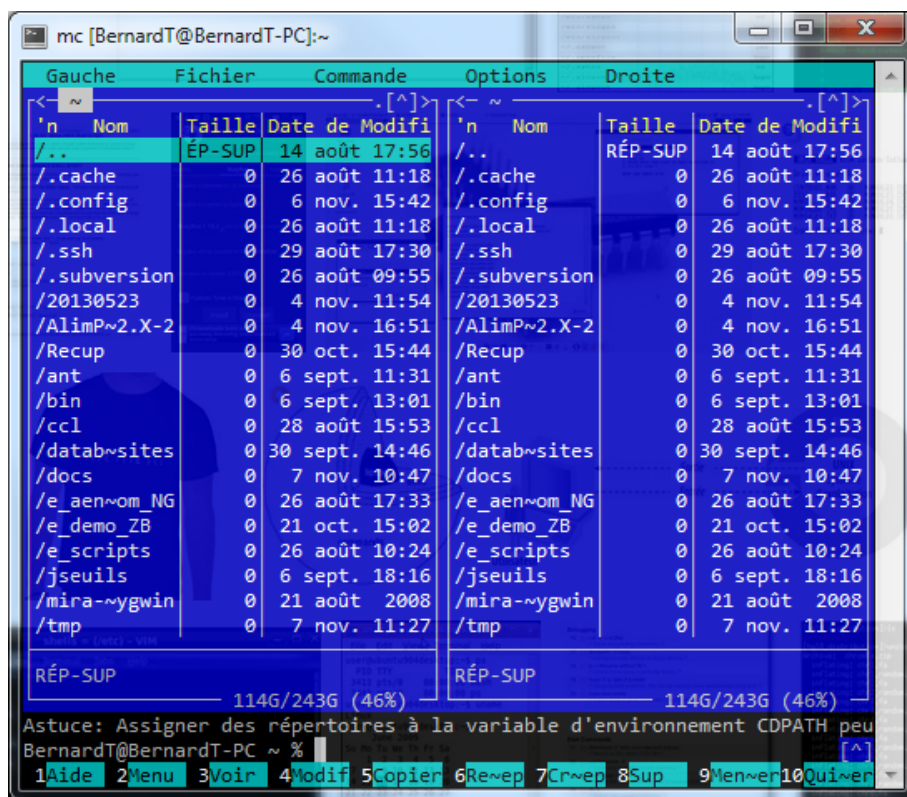 mc [BernardT@BernardT-PC]:~
Gauche Fichier Commande Options Droite
<─ ~ ─.[^]>
<─ ~ ─.[^]>
'n Nom Taille Date de Modifi 'n Nom Taille Date de Modifi
/.. ÉP-SUP 14 août 17:56 /.. RÉP-SUP 14 août 17:56
/.cache 0 26 août 11:18 /.cache 0 26 août 11:18
/.config 0 6 nov. 15:42 /.config 0 6 nov. 15:42
/.local 0 26 août 11:18 /.local 0 26 août 11:18
/.ssh 0 29 août 17:30 /.ssh 0 29 août 17:30
/.subversion 0 26 août 09:55 /.subversion 0 26 août 09:55
/20130523 0 4 nov. 11:54 /20130523 0 4 nov. 11:54
/AlimP~2.X-2 0 4 nov. 16:51 /AlimP~2.X-2 0 4 nov. 16:51
/Recup 0 30 oct. 15:44 /Recup 0 30 oct. 15:44
/ant 0 6 sept. 11:31 /ant 0 6 sept. 11:31
/bin 0 6 sept. 13:01 /bin 0 6 sept. 13:01
/ccl 0 28 août 15:53 /ccl 0 28 août 15:53
/datab~sites 0 30 sept. 14:46 /datab~sites 0 30 sept. 14:46
/docs 0 7 nov. 10:47 /docs 0 7 nov. 10:47
/e_aen~om_NG 0 26 août 17:33 /e_aen~om_NG 0 26 août 17:33
/e_demo_ZB 0 21 oct. 15:02 /e_demo_ZB 0 21 oct. 15:02
/e_scripts 0 26 août 10:24 /e_scripts 0 26 août 10:24
/jseuils 0 6 sept. 18:16 /jseuils 0 6 sept. 18:16
/mira-~ygwin 0 21 août 2008 /mira-~ygwin 0 21 août 2008
/tmp 0 7 nov. 11:27 /tmp 0 7 nov. 11:27
RÉP-SUP RÉP-SUP
114G/243G (46%) 114G/243G (46%)
Astuce: Assigner des répertoires à la variable d'environnement CDPATH peu
BernardT@BernardT-PC ~ % [^]
1Aide 2Menu 3Voir 4Modif 5Copier 6Re~ep 7Cr~ep 8Sup 9Men~er 10Qui~er